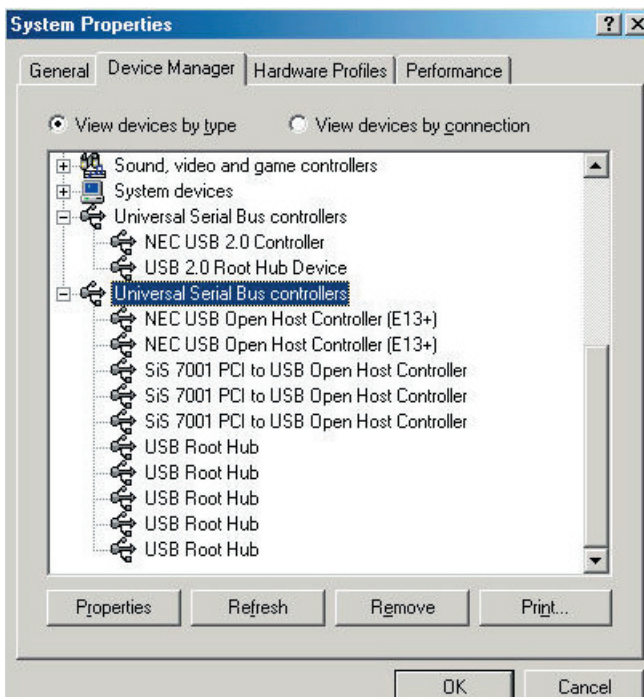 System Properties
General Device Manager Hardware Profiles Performance
View devices by type View devices by connection
Sound, video and game controllers
System devices
Universal Serial Bus controllers
NEC USB 2.0 Controller
USB 2.0 Root Hub Device
Universal Serial Bus controllers
NEC USB Open Host Controller (E13+)
NEC USB Open Host Controller (E13+)
SiS 7001 PCI to USB Open Host Controller
SiS 7001 PCI to USB Open Host Controller
SiS 7001 PCI to USB Open Host Controller
USB Root Hub
USB Root Hub
USB Root Hub
USB Root Hub
USB Root Hub
Properties Refresh Remove Print...
OK Cancel